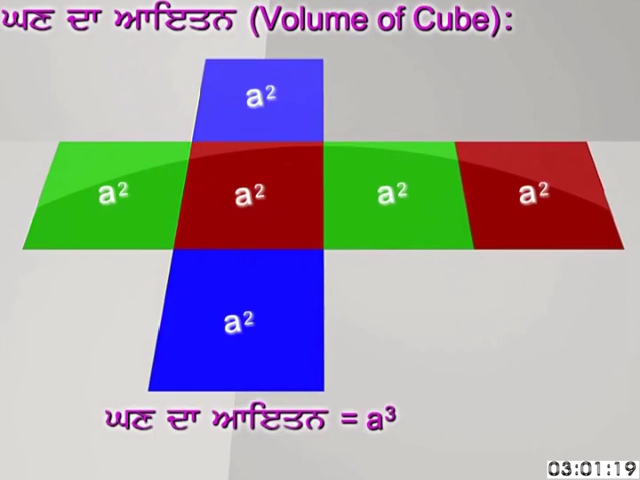 ਘਣ ਦਾ ਆਇਤਨ (Volume of Cube):
a²
a² a² a² a²
a²
ਘਣ ਦਾ ਆਇਤਨ = a³
03:01:19